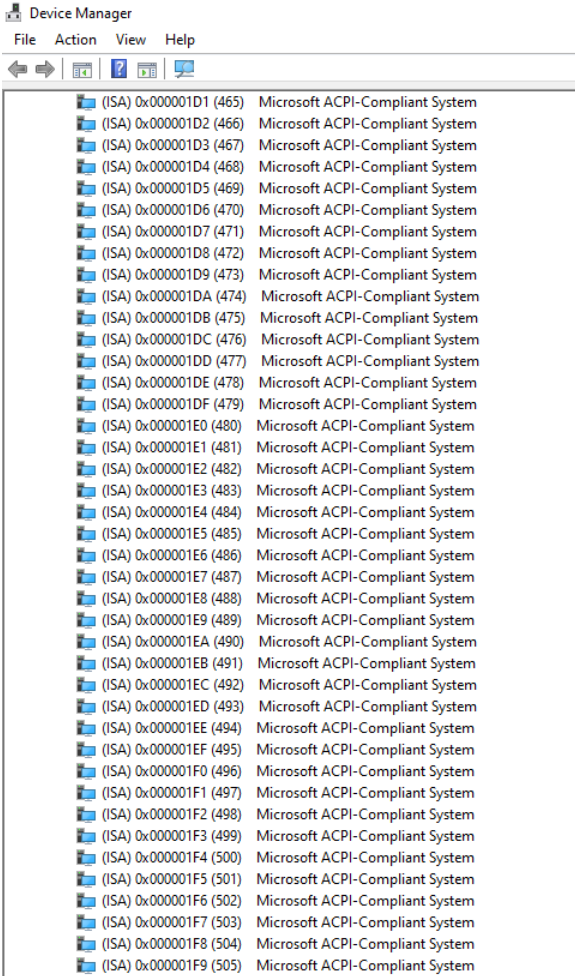 Device Manager
File Action View Help
(ISA) 0x000001D1 (465) Microsoft ACPI-Compliant System
(ISA) 0x000001D2 (466) Microsoft ACPI-Compliant System
(ISA) 0x000001D3 (467) Microsoft ACPI-Compliant System
(ISA) 0x000001D4 (468) Microsoft ACPI-Compliant System
(ISA) 0x000001D5 (469) Microsoft ACPI-Compliant System
(ISA) 0x000001D6 (470) Microsoft ACPI-Compliant System
(ISA) 0x000001D7 (471) Microsoft ACPI-Compliant System
(ISA) 0x000001D8 (472) Microsoft ACPI-Compliant System
(ISA) 0x000001D9 (473) Microsoft ACPI-Compliant System
(ISA) 0x000001DA (474) Microsoft ACPI-Compliant System
(ISA) 0x000001DB (475) Microsoft ACPI-Compliant System
(ISA) 0x000001DC (476) Microsoft ACPI-Compliant System
(ISA) 0x000001DD (477) Microsoft ACPI-Compliant System
(ISA) 0x000001DE (478) Microsoft ACPI-Compliant System
(ISA) 0x000001DF (479) Microsoft ACPI-Compliant System
(ISA) 0x000001E0 (480) Microsoft ACPI-Compliant System
(ISA) 0x000001E1 (481) Microsoft ACPI-Compliant System
(ISA) 0x000001E2 (482) Microsoft ACPI-Compliant System
(ISA) 0x000001E3 (483) Microsoft ACPI-Compliant System
(ISA) 0x000001E4 (484) Microsoft ACPI-Compliant System
(ISA) 0x000001E5 (485) Microsoft ACPI-Compliant System
(ISA) 0x000001E6 (486) Microsoft ACPI-Compliant System
(ISA) 0x000001E7 (487) Microsoft ACPI-Compliant System
(ISA) 0x000001E8 (488) Microsoft ACPI-Compliant System
(ISA) 0x000001E9 (489) Microsoft ACPI-Compliant System
(ISA) 0x000001EA (490) Microsoft ACPI-Compliant System
(ISA) 0x000001EB (491) Microsoft ACPI-Compliant System
(ISA) 0x000001EC (492) Microsoft ACPI-Compliant System
(ISA) 0x000001ED (493) Microsoft ACPI-Compliant System
(ISA) 0x000001EE (494) Microsoft ACPI-Compliant System
(ISA) 0x000001EF (495) Microsoft ACPI-Compliant System
(ISA) 0x000001F0 (496) Microsoft ACPI-Compliant System
(ISA) 0x000001F1 (497) Microsoft ACPI-Compliant System
(ISA) 0x000001F2 (498) Microsoft ACPI-Compliant System
(ISA) 0x000001F3 (499) Microsoft ACPI-Compliant System
(ISA) 0x000001F4 (500) Microsoft ACPI-Compliant System
(ISA) 0x000001F5 (501) Microsoft ACPI-Compliant System
(ISA) 0x000001F6 (502) Microsoft ACPI-Compliant System
(ISA) 0x000001F7 (503) Microsoft ACPI-Compliant System
(ISA) 0x000001F8 (504) Microsoft ACPI-Compliant System
(ISA) 0x000001F9 (505) Microsoft ACPI-Compliant System